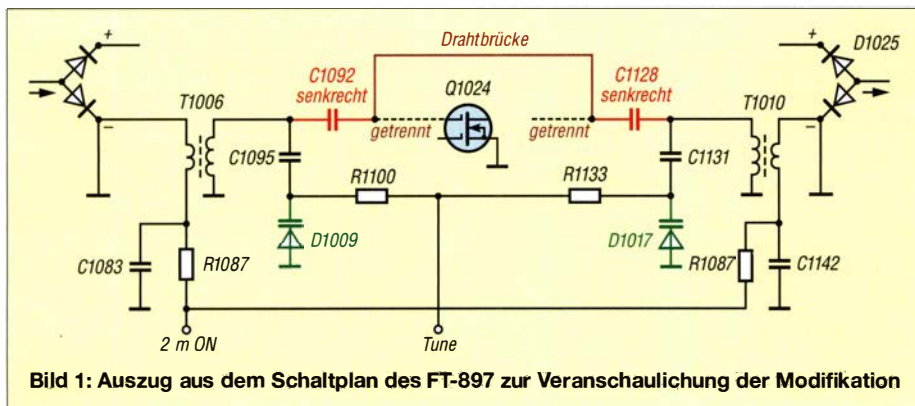 +
Drahtbrücke
+
D1025
C1092
senkrecht
Q1024
C1128
senkrecht
T1006
T1010
–
getrennt
getrennt
–
C1095
C1131
R1100
R1133
D1009
D1017
C1083
R1087
R1087
C1142
2 m ON
Tune
Bild 1: Auszug aus dem Schaltplan des FT-897 zur Veranschaulichung der Modifikation